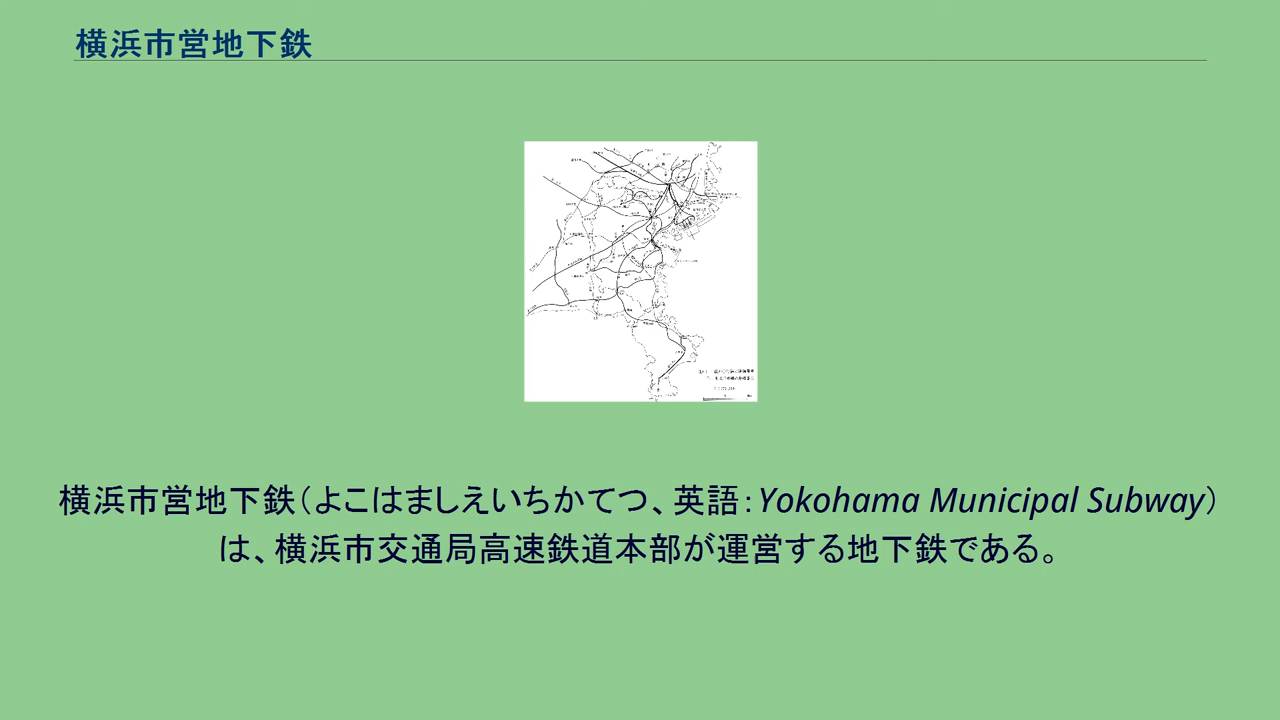 横浜市営地下鉄
横浜市営地下鉄（よこはましえいちかてつ、英語：Yokohama Municipal Subway）
は、横浜市交通局高速鉄道本部が運営する地下鉄である。